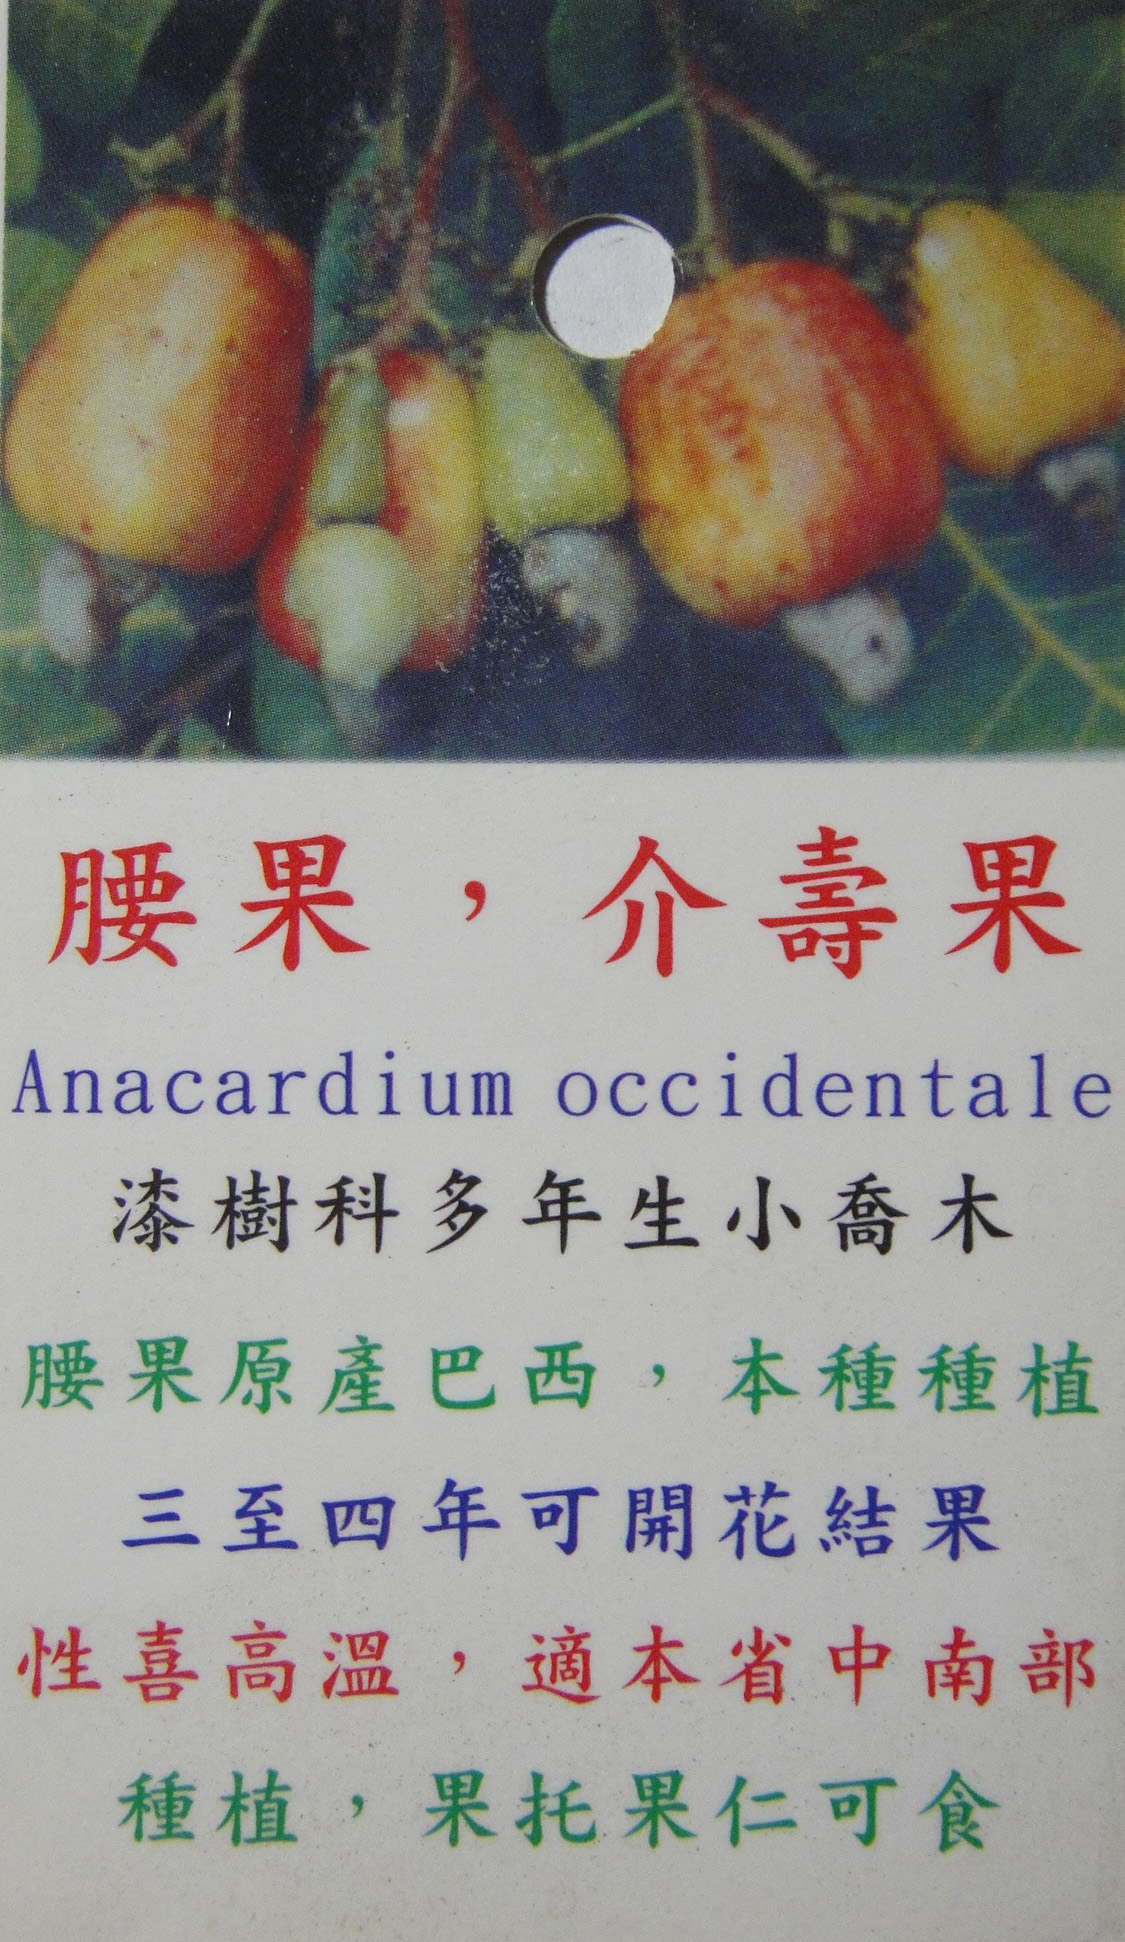 腰果，介壽果
Anacardium occidentale
漆樹科多年生小喬木
腰果原產巴西，本種種植
三至四年可開花結果
性喜高溫，適本省中南部
種植，果托果仁可食